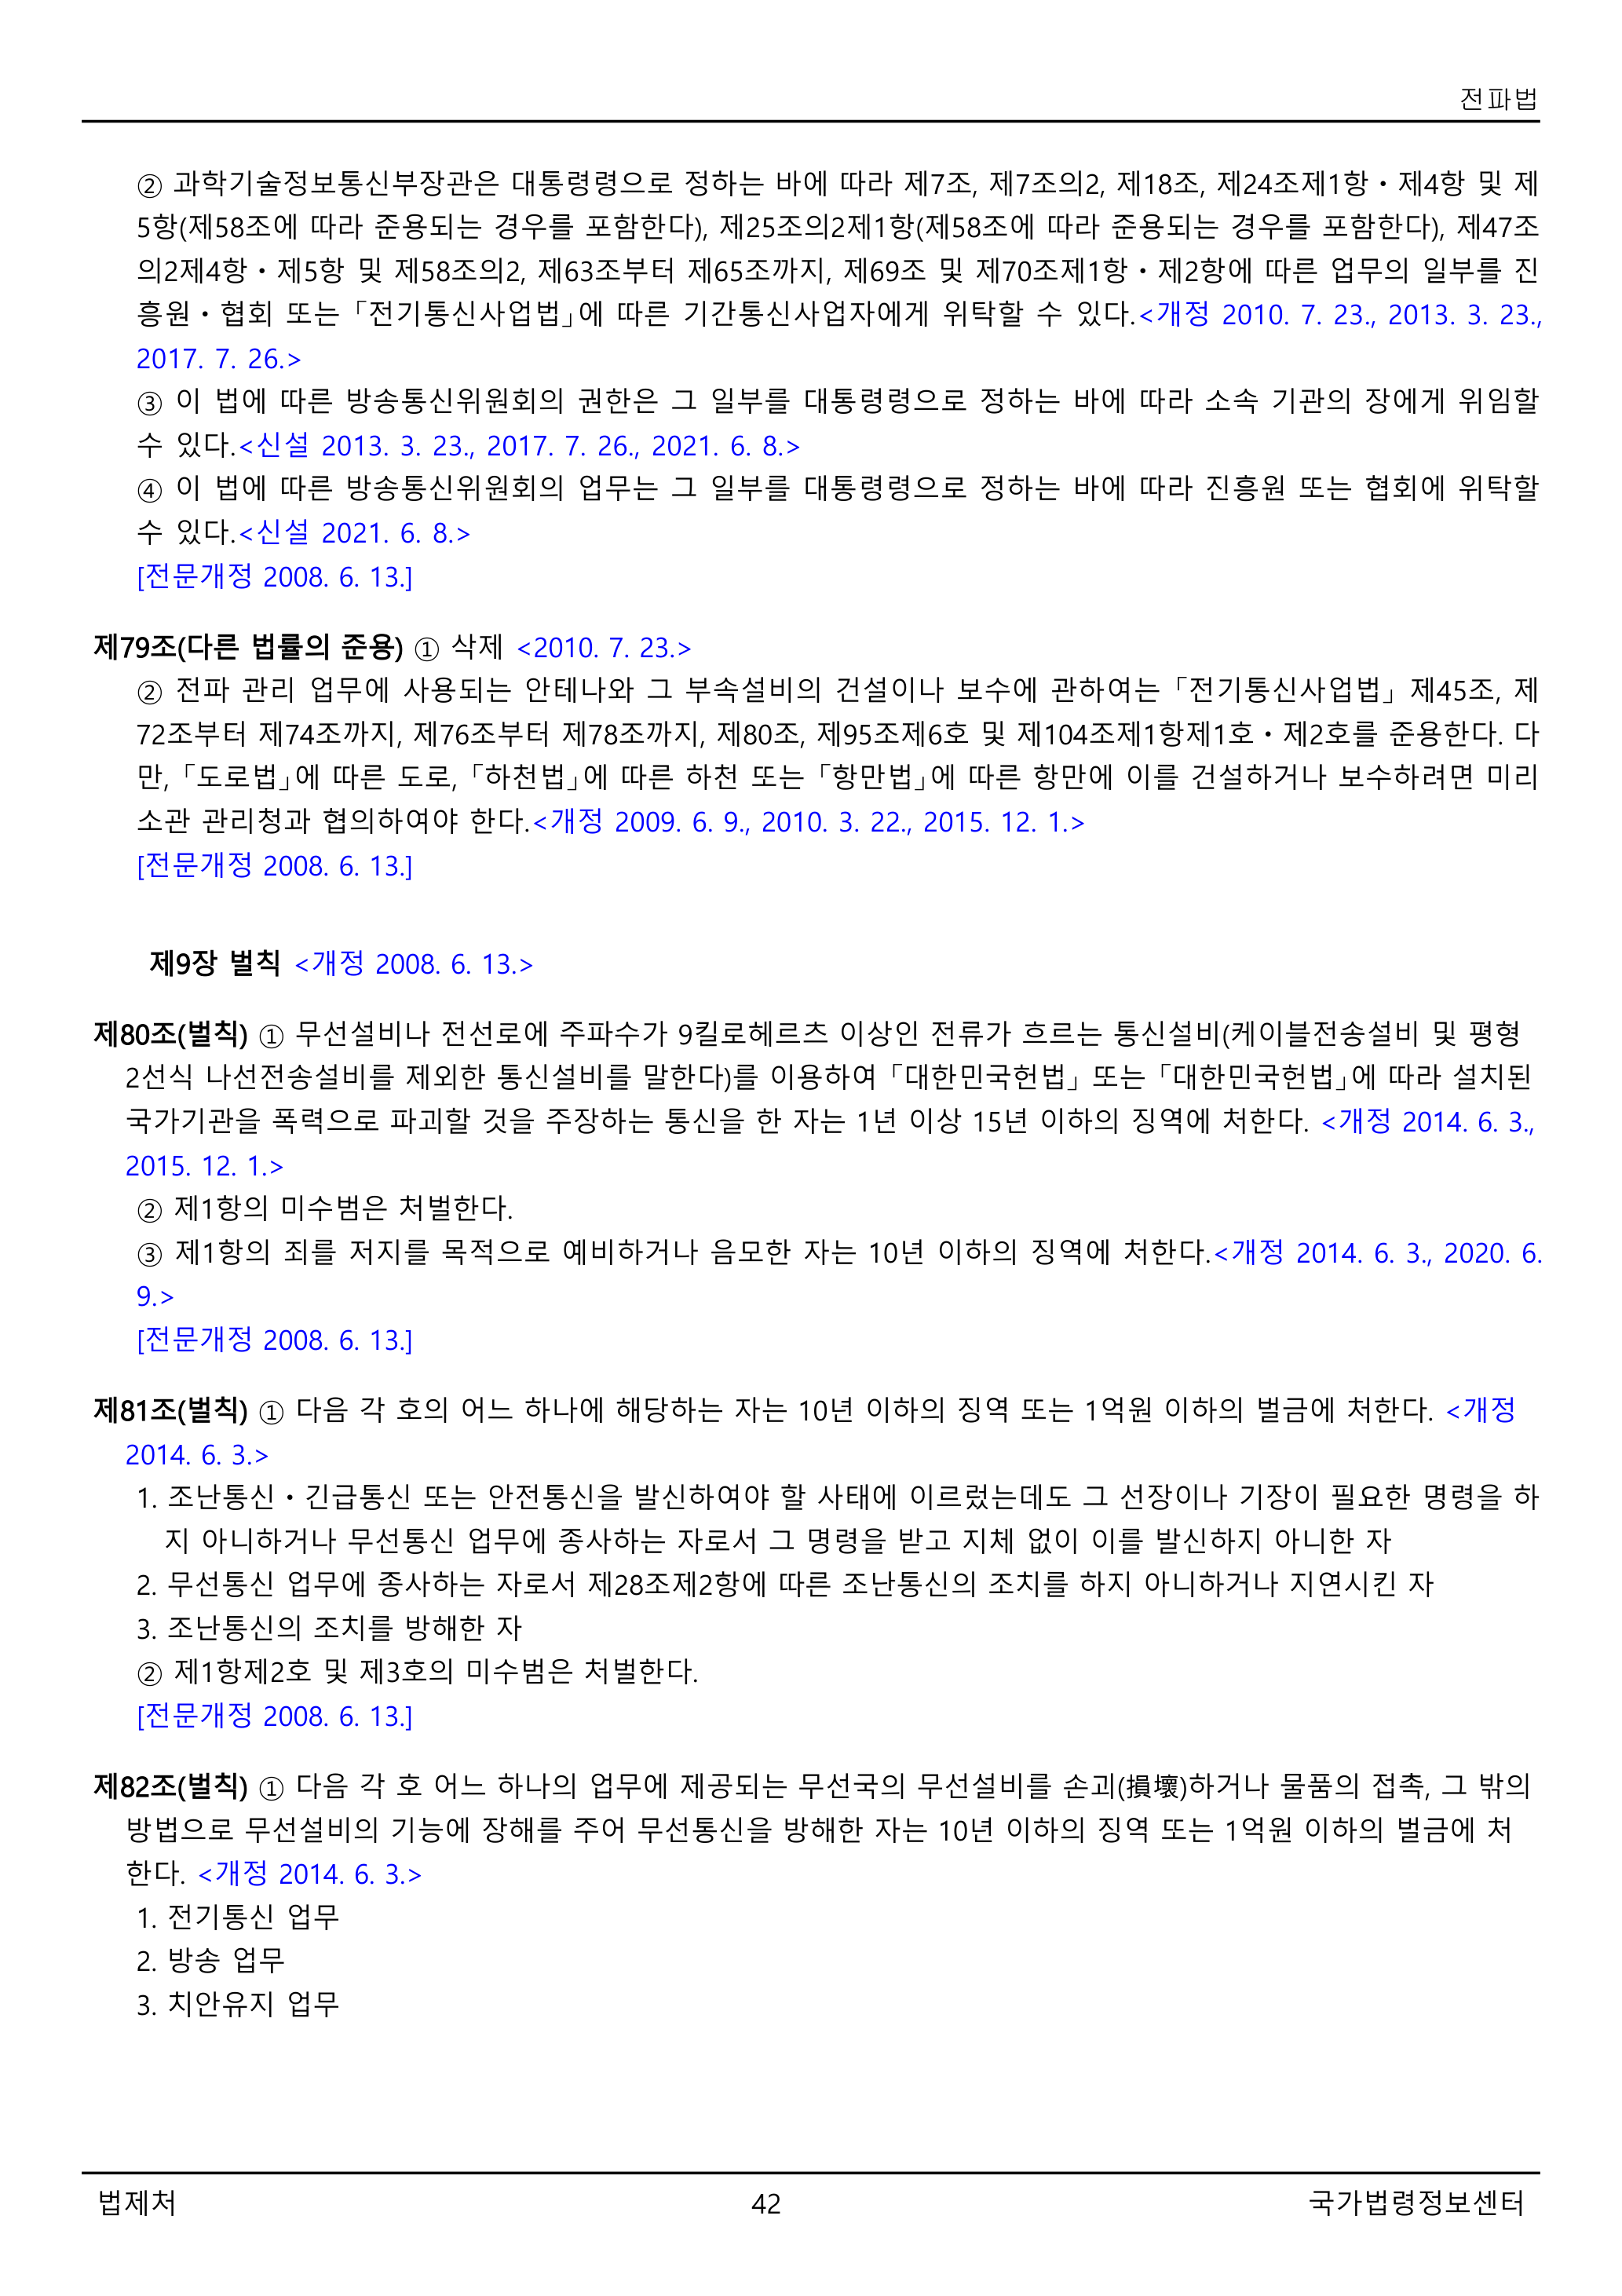 전파법
② 과학기술정보통신부장관은 대통령령으로 정하는 바에 따라 제7조, 제7조의2, 제18조, 제24조제1항ㆍ제4항 및 제
5항(제58조에 따라 준용되는 경우를 포함한다), 제25조의2제1항(제58조에 따라 준용되는 경우를 포함한다), 제47조
의2제4항ㆍ제5항 및 제58조의2, 제63조부터 제65조까지, 제69조 및 제70조제1항ㆍ제2항에 따른 업무의 일부를 진
흥원ㆍ협회 또는 「전기통신사업법」에 따른 기간통신사업자에게 위탁할 수 있다.<개정 2010. 7. 23., 2013. 3. 23.,
2017. 7. 26.>
③ 이 법에 따른 방송통신위원회의 권한은 그 일부를 대통령령으로 정하는 바에 따라 소속 기관의 장에게 위임할
수 있다.<신설 2013. 3. 23., 2017. 7. 26., 2021. 6. 8.>
④ 이 법에 따른 방송통신위원회의 업무는 그 일부를 대통령령으로 정하는 바에 따라 진흥원 또는 협회에 위탁할
수 있다.<신설 2021. 6. 8.>
[전문개정 2008. 6. 13.]
제79조(다른 법률의 준용) ① 삭제 <2010. 7. 23.>
② 전파 관리 업무에 사용되는 안테나와 그 부속설비의 건설이나 보수에 관하여는 「전기통신사업법」 제45조, 제
72조부터 제74조까지, 제76조부터 제78조까지, 제80조, 제95조제6호 및 제104조제1항제1호ㆍ제2호를 준용한다. 다
만, 「도로법」에 따른 도로, 「하천법」에 따른 하천 또는 「항만법」에 따른 항만에 이를 건설하거나 보수하려면 미리
소관 관리청과 협의하여야 한다.<개정 2009. 6. 9., 2010. 3. 22., 2015. 12. 1.>
[전문개정 2008. 6. 13.]
제9장 벌칙 <개정 2008. 6. 13.>
제80조(벌칙) ① 무선설비나 전선로에 주파수가 9킬로헤르츠 이상인 전류가 흐르는 통신설비(케이블전송설비 및 평형
2선식 나선전송설비를 제외한 통신설비를 말한다)를 이용하여 「대한민국헌법」 또는 「대한민국헌법」에 따라 설치된
국가기관을 폭력으로 파괴할 것을 주장하는 통신을 한 자는 1년 이상 15년 이하의 징역에 처한다. <개정 2014. 6. 3.,
2015. 12. 1.>
② 제1항의 미수범은 처벌한다.
③ 제1항의 죄를 저지를 목적으로 예비하거나 음모한 자는 10년 이하의 징역에 처한다.<개정 2014. 6. 3., 2020. 6.
9.>
[전문개정 2008. 6. 13.]
제81조(벌칙) ① 다음 각 호의 어느 하나에 해당하는 자는 10년 이하의 징역 또는 1억원 이하의 벌금에 처한다. <개정
2014. 6. 3.>
1. 조난통신ㆍ긴급통신 또는 안전통신을 발신하여야 할 사태에 이르렀는데도 그 선장이나 기장이 필요한 명령을 하
지 아니하거나 무선통신 업무에 종사하는 자로서 그 명령을 받고 지체 없이 이를 발신하지 아니한 자
2. 무선통신 업무에 종사하는 자로서 제28조제2항에 따른 조난통신의 조치를 하지 아니하거나 지연시킨 자
3. 조난통신의 조치를 방해한 자
② 제1항제2호 및 제3호의 미수범은 처벌한다.
[전문개정 2008. 6. 13.]
제82조(벌칙) ① 다음 각 호 어느 하나의 업무에 제공되는 무선국의 무선설비를 손괴(損壞)하거나 물품의 접촉, 그 밖의
방법으로 무선설비의 기능에 장해를 주어 무선통신을 방해한 자는 10년 이하의 징역 또는 1억원 이하의 벌금에 처
한다. <개정 2014. 6. 3.>
1. 전기통신 업무
2. 방송 업무
3. 치안유지 업무
법제처 42 국가법령정보센터